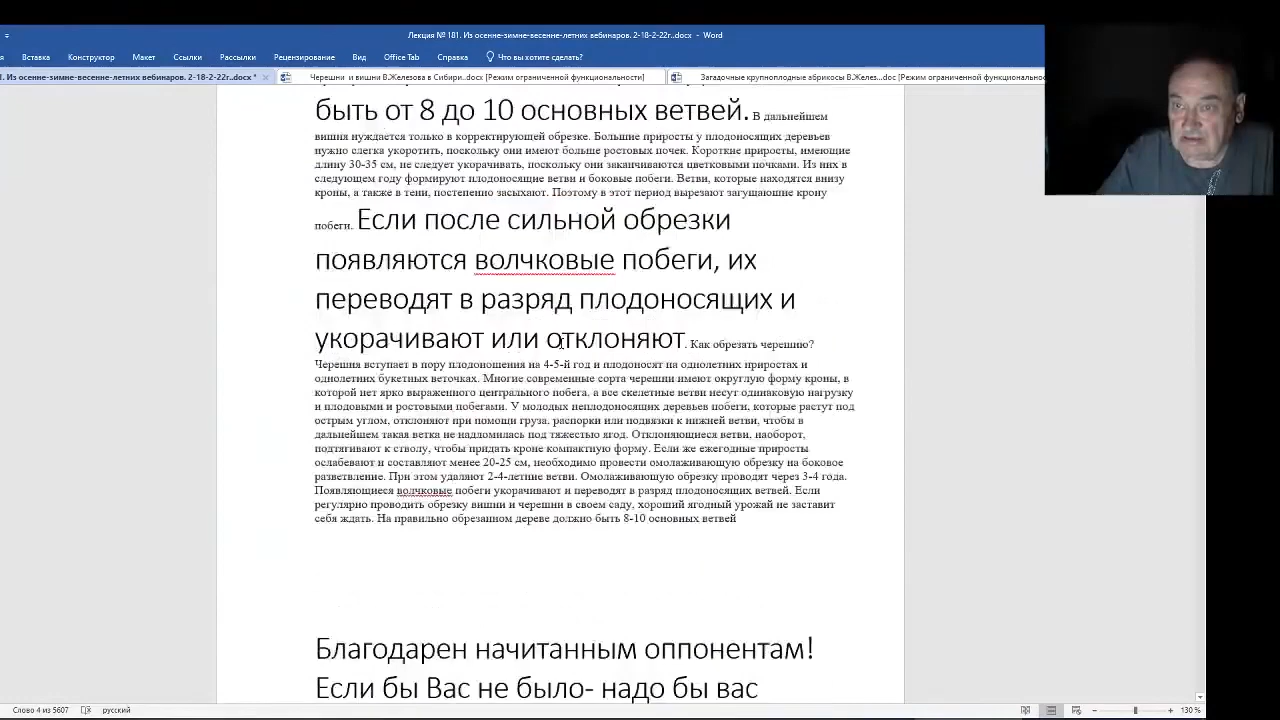 Лекция № 181. Из осенне-зимне-весенне-летних вебинаров. 2-18-2-22г..docx - Word
Вставка Конструктор Макет Ссылки Рассылки Рецензирование Вид Office Tab Справка Что вы хотите сделать?
1. Из осенне-зимне-весенне-летних вебинаров. 2-18-2-22г..docx * Черешни и вишни В.Железова в Сибири..docx [Режим ограниченной функциональности] Загадочные крупноплодные абрикосы В.Желез...doc [Режим ограниченной функциональнос
быть от 8 до 10 основных ветвей. В дальнейшем
вишня нуждается только в корректирующей обрезке. Большие приросты у плодоносящих деревьев
нужно слегка укоротить, поскольку они имеют больше ростовых почек. Короткие приросты, имеющие
длину 30-35 см, не следует укорачивать, поскольку они заканчиваются цветковыми почками. Из них в
следующем году формируют плодоносящие ветви и боковые побеги. Ветви, которые находятся внизу
кроны, а также в тени, постепенно засыхают. Поэтому в этот период вырезают загущающие крону
побеги. Если после сильной обрезки
появляются волчковые побеги, их
переводят в разряд плодоносящих и
укорачивают или отклоняют. Как обрезать черешню?
Черешня вступает в пору плодоношения на 4-5-й год и плодоносят на однолетних приростах и
однолетних букетных веточках. Многие современные сорта черешни имеют округлую форму кроны, в
которой нет ярко выраженного центрального побега, а все скелетные ветви несут одинаковую нагрузку
и плодовыми и ростовыми побегами. У молодых неплодоносящих деревьев побеги, которые растут под
острым углом, отклоняют при помощи груза, распорки или подвязки к нижней ветви, чтобы в
дальнейшем такая ветка не надломилась под тяжестью ягод. Отклоняющиеся ветви, наоборот,
подтягивают к стволу, чтобы придать кроне компактную форму. Если же ежегодные приросты
ослабевают и составляют менее 20-25 см, необходимо провести омолаживающую обрезку на боковое
разветвление. При этом удаляют 2-4-летние ветви. Омолаживающую обрезку проводят через 3-4 года.
Появляющиеся волчковые побеги укорачивают и переводят в разряд плодоносящих ветвей. Если
регулярно проводить обрезку вишни и черешни в своем саду, хороший ягодный урожай не заставит
себя ждать. На правильно обрезанном дереве должно быть 8-10 основных ветвей
Благодарен начитанным оппонентам!
Если бы Вас не было- надо бы вас
Слово 4 из 5607 русский 130 %